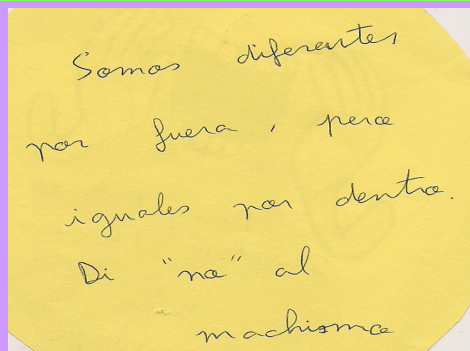 Somos diferentes
por fuera, pero
iguales por dentro.
Di "no" al
machismo